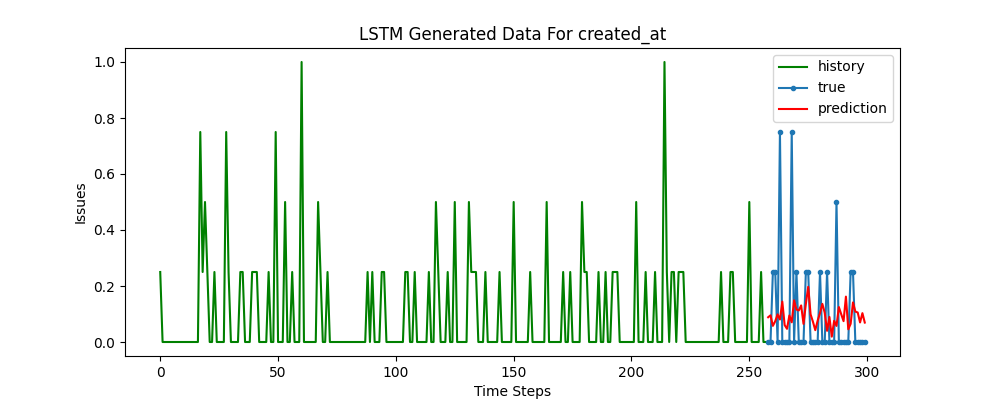 LSTM Generated Data For created_at
history
true
prediction
1.0
0.8
0.6
0.4
0.2
0.0
Issues
0
50
100
150
200
250
300
Time Steps